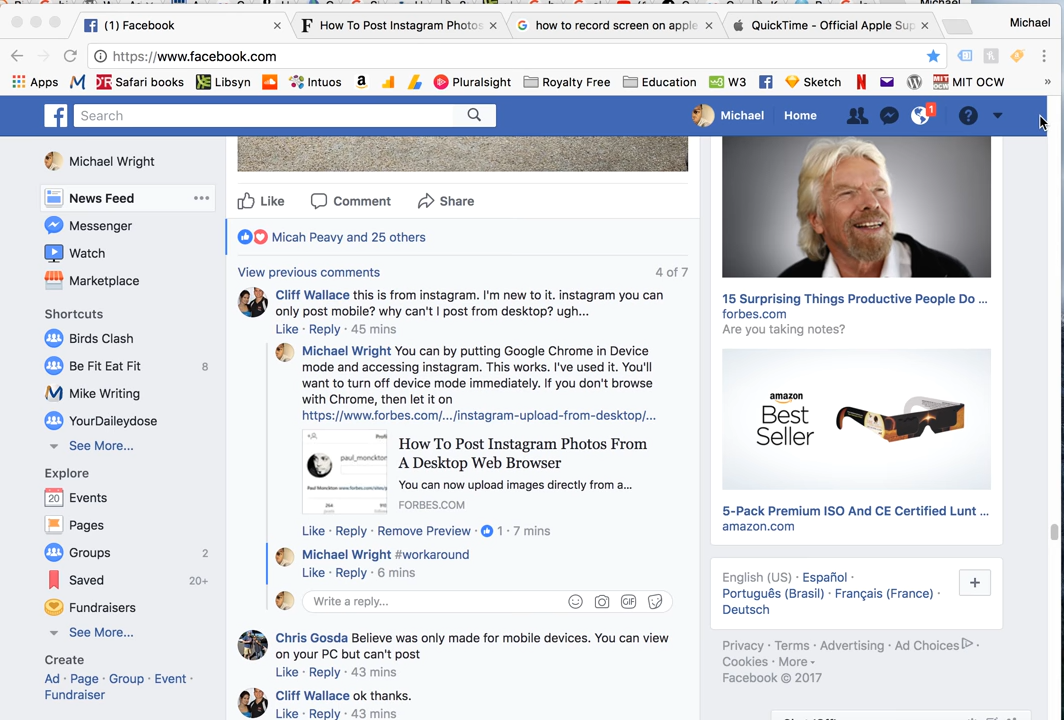 (1) Facebook
How To Post Instagram Photos
how to record screen on apple
QuickTime - Official Apple Sup
Michael
https://www.facebook.com
Apps
Safari books
Libsyn
Intuos
Pluralsight
Royalty Free
Education
W3
Sketch
MIT OCW
»
Search
Michael
Home
1
Michael Wright
News Feed
Messenger
Watch
Marketplace
Shortcuts
Birds Clash
Be Fit Eat Fit 8
Mike Writing
YourDaileydose
See More...
Explore
20 Events
Pages
Groups 2
Saved 20+
Fundraisers
See More...
Create
Ad · Page · Group · Event ·
Fundraiser
Like Comment Share
Micah Peavy and 25 others
View previous comments 4 of 7
Cliff Wallace this is from instagram. I'm new to it. instagram you can
only post mobile? why can't I post from desktop? ugh...
Like · Reply · 45 mins
Michael Wright You can by putting Google Chrome in Device
mode and accessing instagram. This works. I've used it. You'll
want to turn off device mode immediately. If you don't browse
with Chrome, then let it on
https://www.forbes.com/.../instagram-upload-from-desktop/...
paul_monckton
How To Post Instagram Photos From
A Desktop Web Browser
You can now upload images directly from a...
FORBES.COM
Like · Reply · Remove Preview · 1 · 7 mins
Michael Wright #workaround
Like · Reply · 6 mins
Write a reply...
GIF
Chris Gosda Believe was only made for mobile devices. You can view
on your PC but can't post
Like · Reply · 43 mins
Cliff Wallace ok thanks.
Like · Reply · 43 mins
15 Surprising Things Productive People Do ...
forbes.com
Are you taking notes?
amazon
Best
Seller
5-Pack Premium ISO And CE Certified Lunt ...
amazon.com
English (US) · Español ·
Português (Brasil) · Français (France) ·
Deutsch
Privacy · Terms · Advertising · Ad Choices ·
Cookies · More
Facebook © 2017